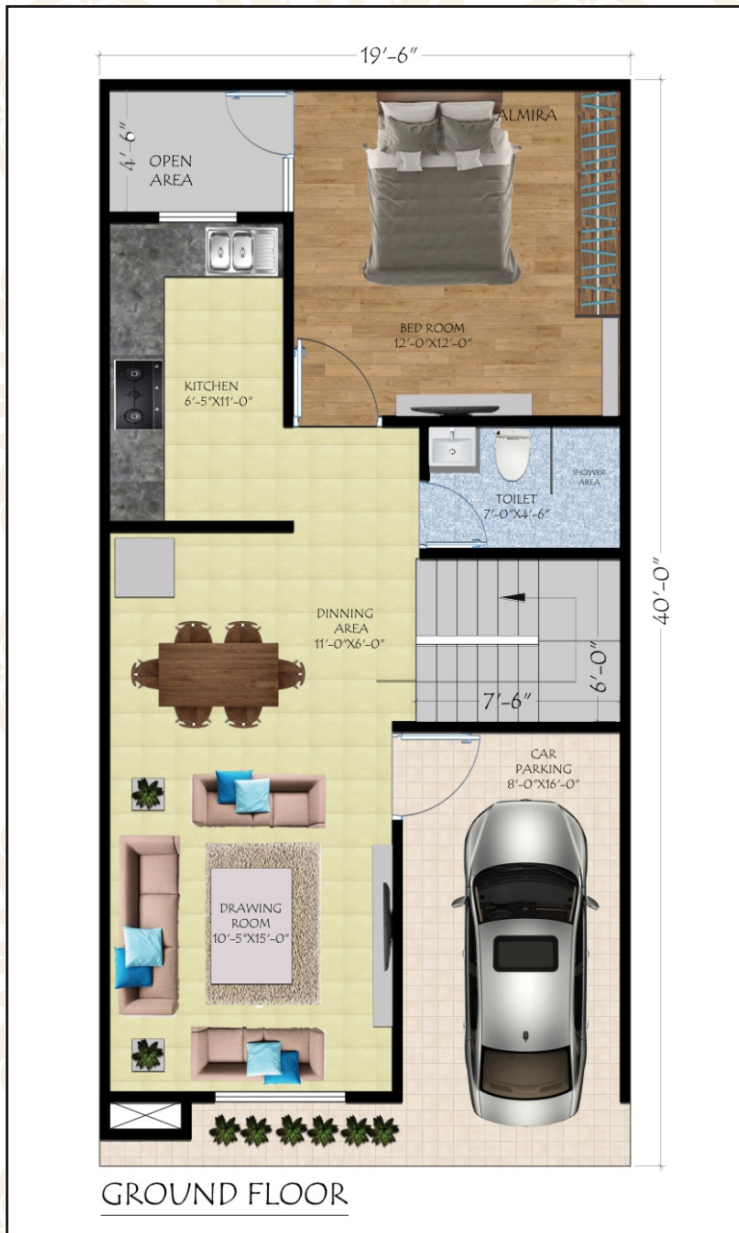 19'-6"
4'-6"
OPEN
AREA
ALMIRA
BED ROOM
12'-0"X12'-0"
KITCHEN
6'-5"X11'-0"
SHOWER
AREA
TOILET
7'-0"X4'-6"
40'-0"
DINNING
AREA
11'-0"X6'-0"
7'-6"
6'-0"
CAR
PARKING
8'-0"X16'-0"
DRAWING
ROOM
10'-5"X15'-0"
GROUND FLOOR